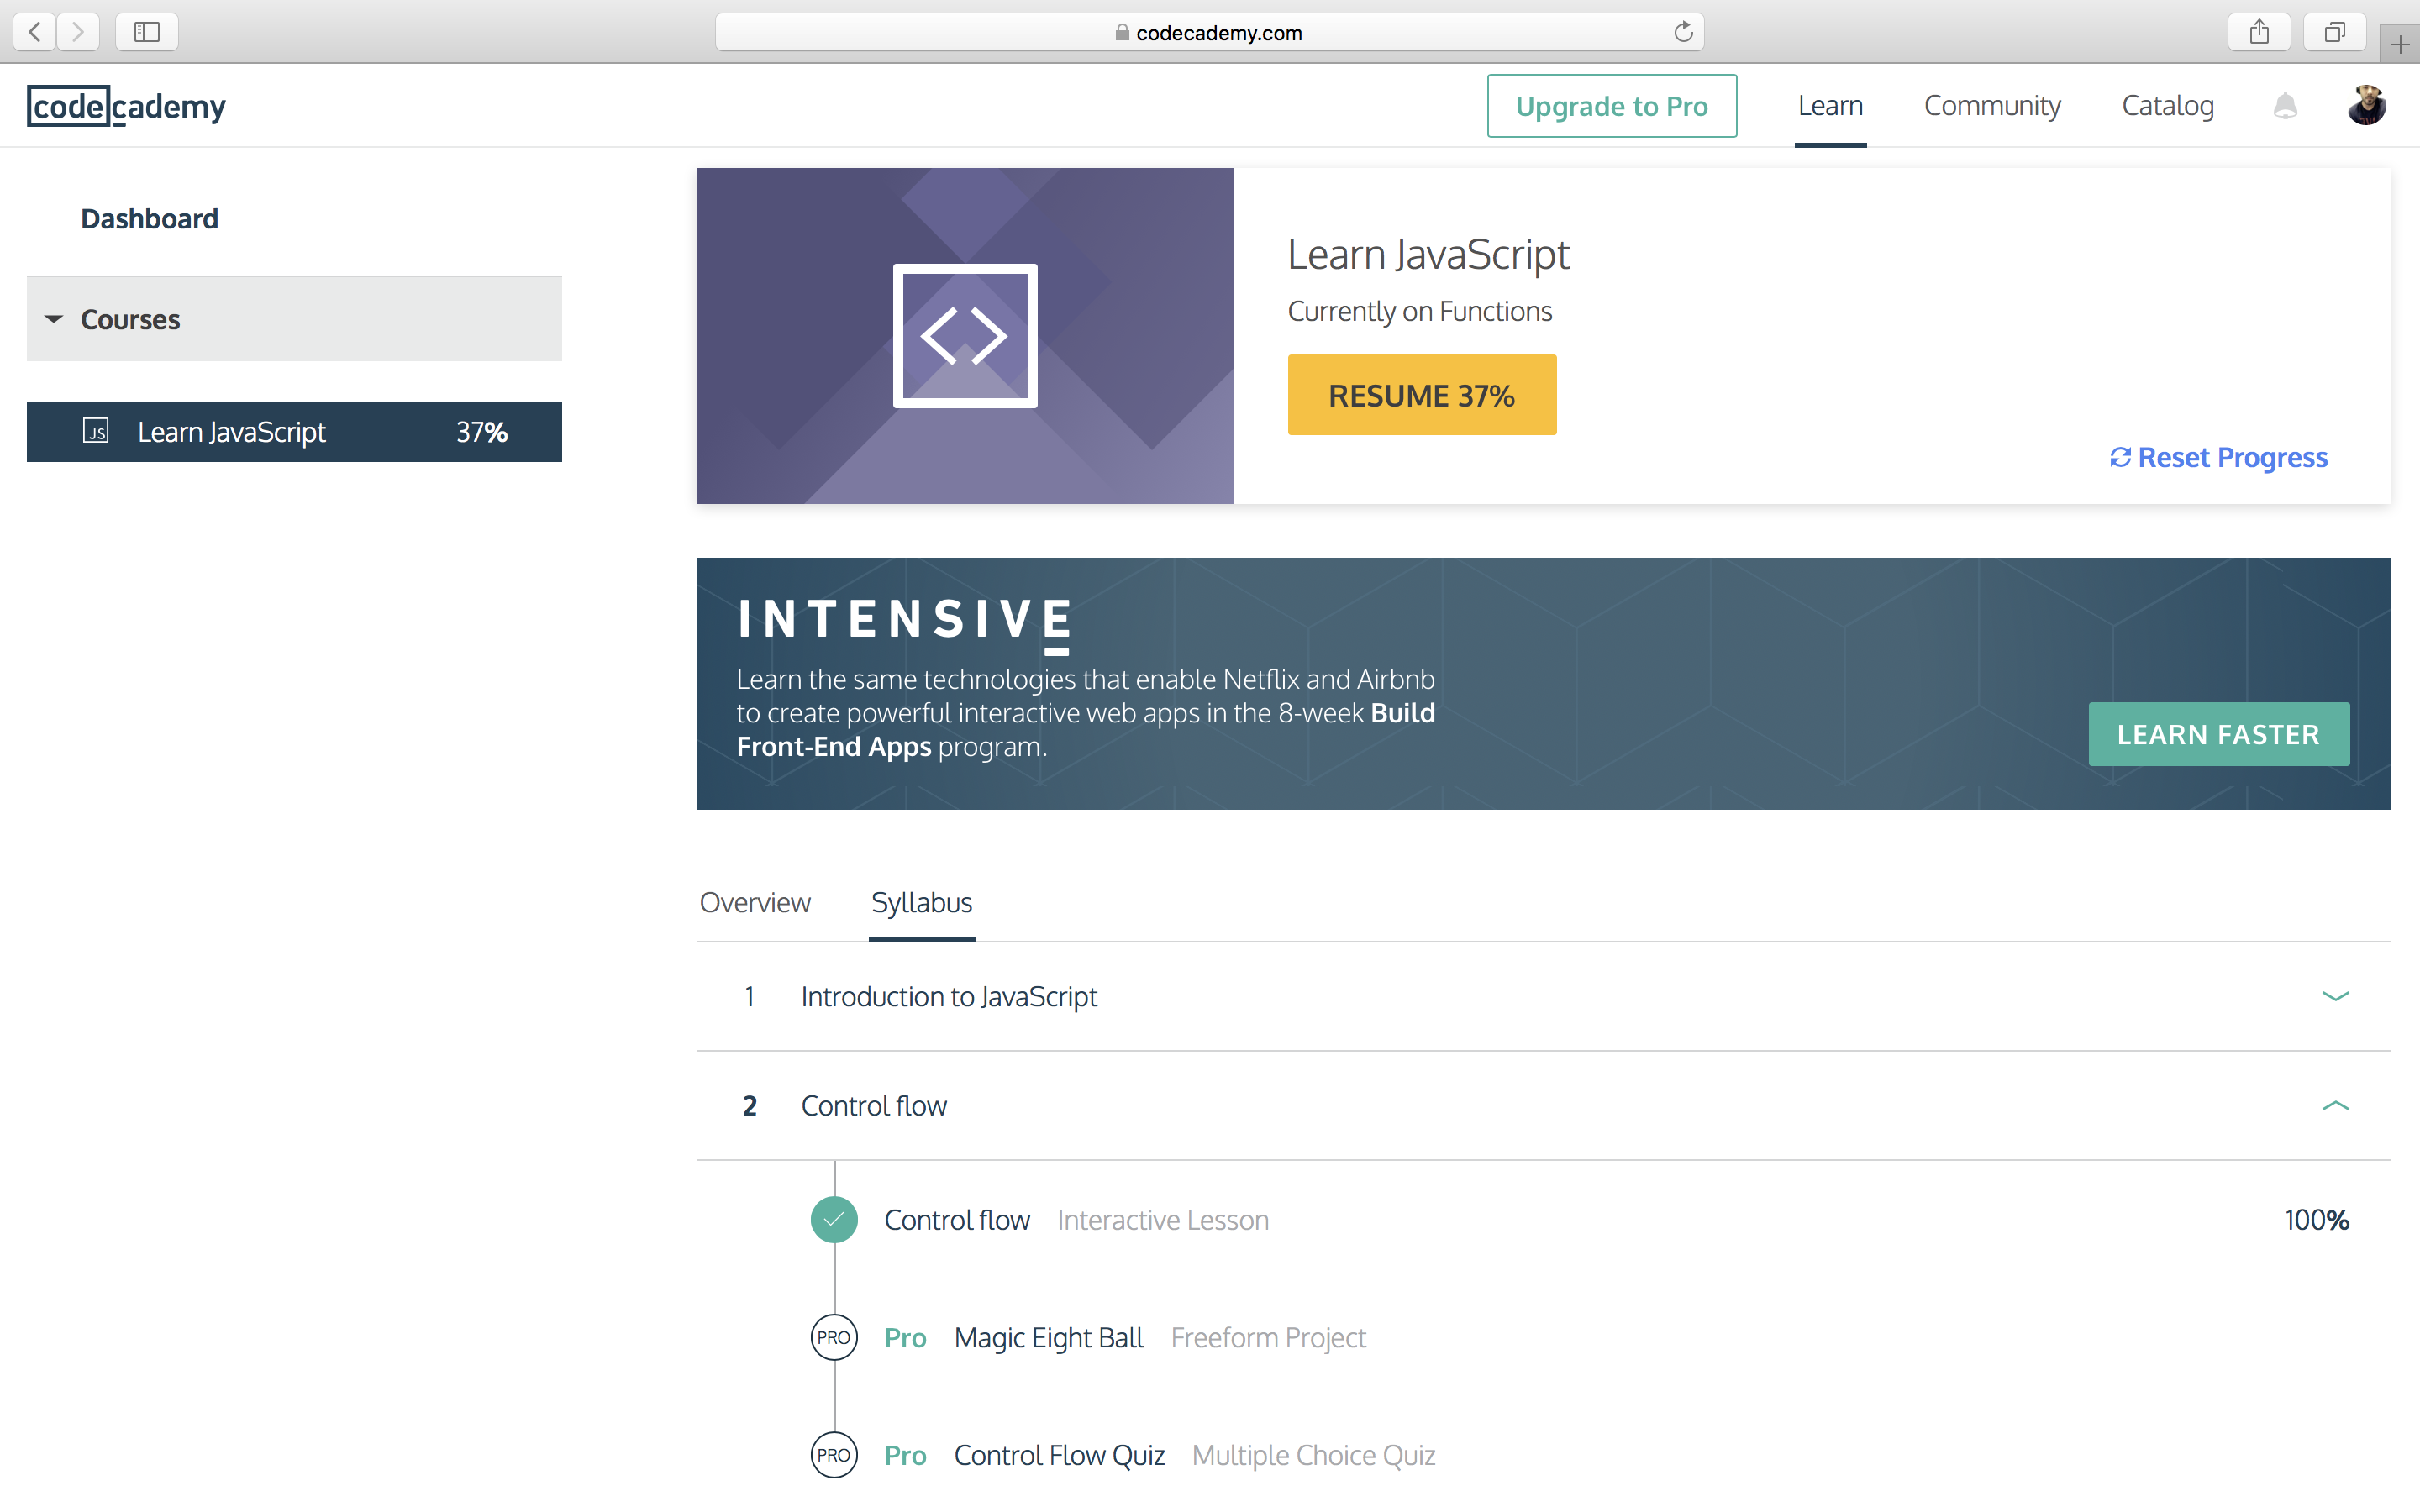 codecademy.com
codecademy
Upgrade to Pro
Learn
Community
Catalog
Dashboard
Courses
JS Learn JavaScript 37%
Learn JavaScript
Currently on Functions
RESUME 37%
Reset Progress
INTENSIVE
Learn the same technologies that enable Netflix and Airbnb
to create powerful interactive web apps in the 8-week Build
Front-End Apps program.
LEARN FASTER
Overview
Syllabus
1 Introduction to JavaScript
2 Control flow
Control flow Interactive Lesson 100%
PRO Pro Magic Eight Ball Freeform Project
PRO Pro Control Flow Quiz Multiple Choice Quiz